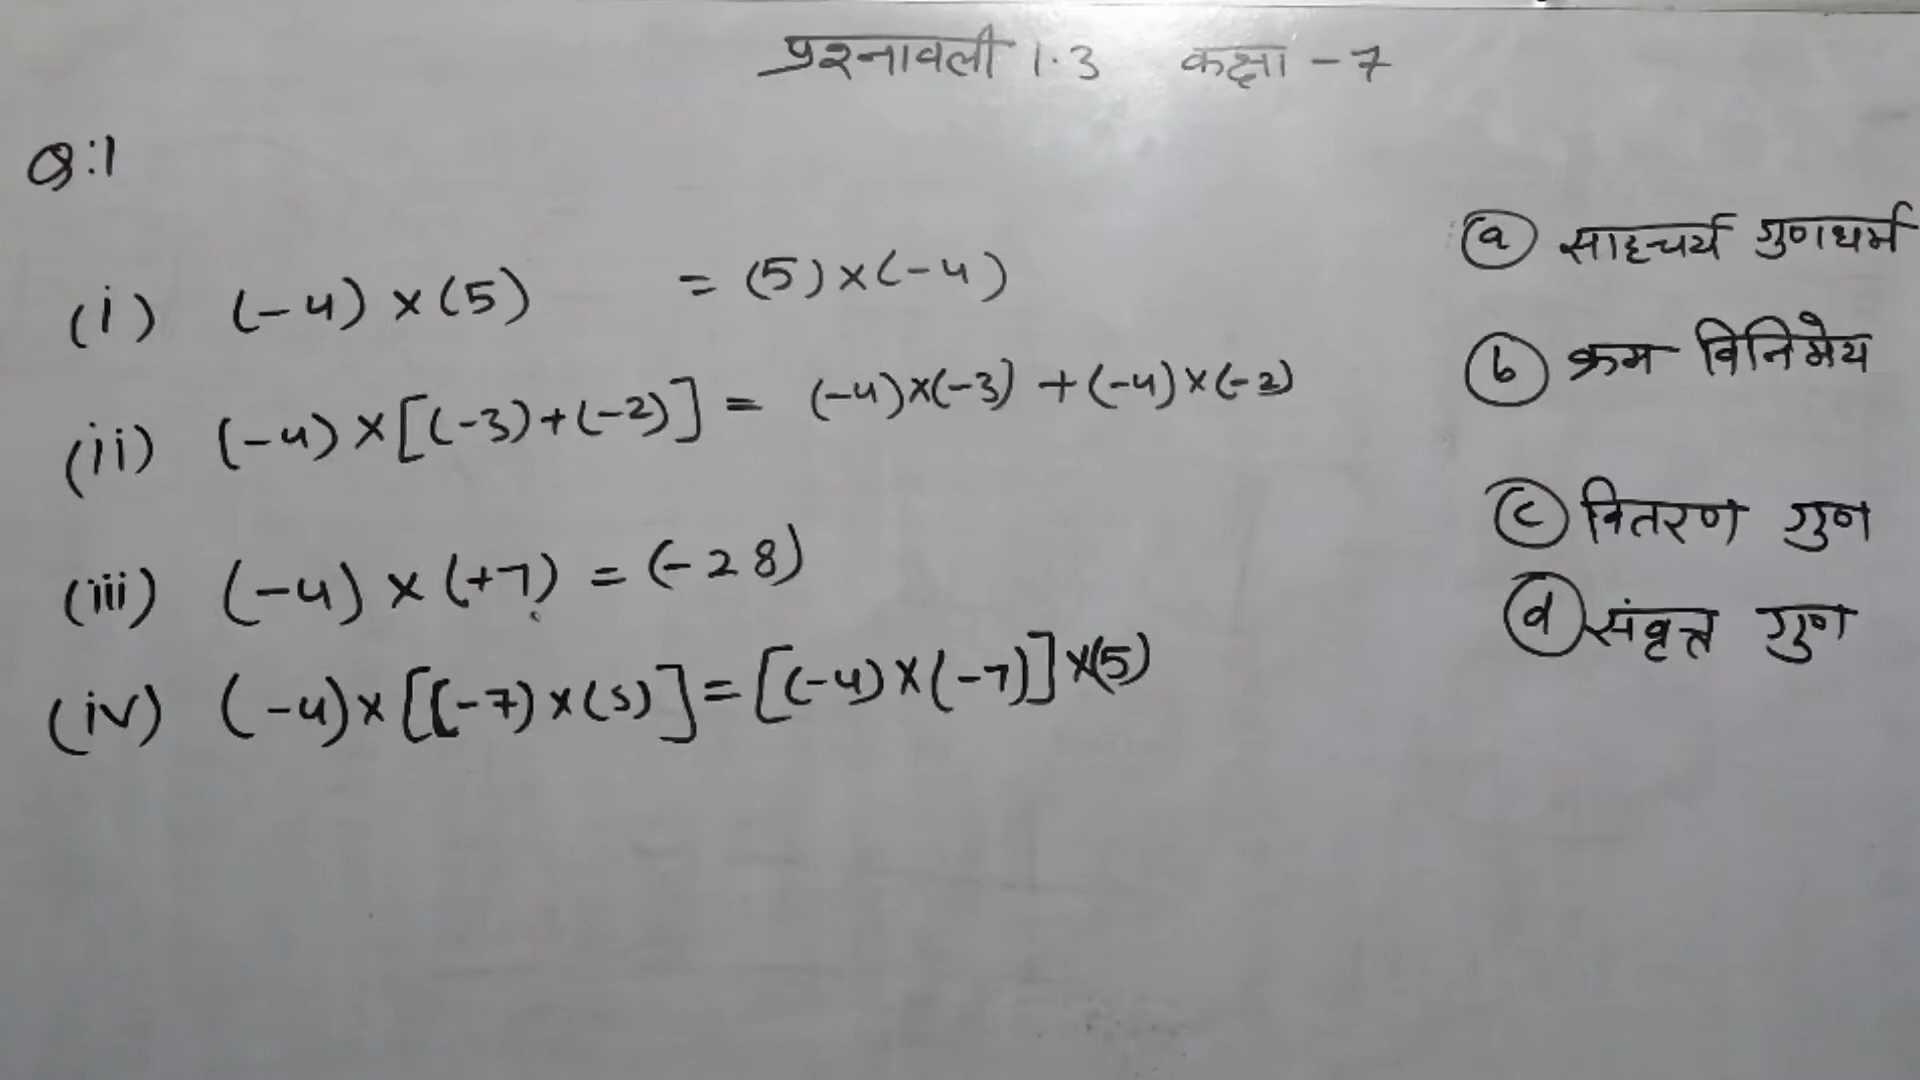 प्रश्नावली 1.3 कक्षा - 7
Q:1
(i) (-4) × (5) = (5) × (-4)
(ii) (-4) × [(-3)+(-2)] = (-4)×(-3) + (-4)×(-2)
(iii) (-4) × (+7) = (-28)
(iv) (-4)× [(-7)×(5)] = [(-4)×(-7)]×(5)
(a) साहचर्य गुणधर्म
(b) क्रम विनिमेय
(c) वितरण गुण
(d) संवृत्त गुण